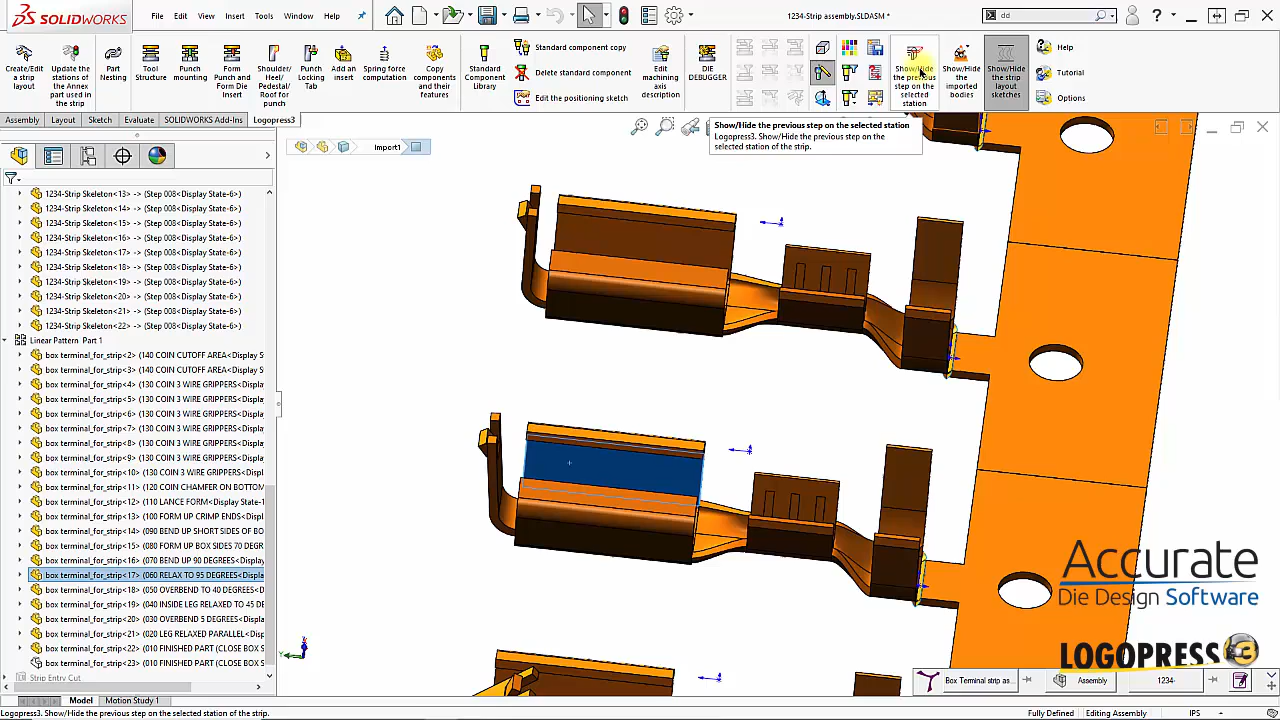 SOLIDWORKS File Edit View Insert Tools Window Help 1234-Strip assembly.SLDASM * dd ?
Create/Edit a strip layout
Update the stations of the Annex part used in the strip
Part Nesting
Tool Structure
Punch mounting
Form Punch and Form Die Insert
Shoulder/ Heel/ Pedestal/ Roof for punch
Punch Locking Tab
Add an insert
Spring force computation
Copy components and their features
Standard Component Library
Standard component copy
Delete standard component
Edit the positioning sketch
Edit machining axis description
DIE DEBUGGER
Show/Hide the previous step on the selected station
Show/Hide the imported bodies
Show/Hide the strip layout sketches
Help
Tutorial
Options
Assembly Layout Sketch Evaluate SOLIDWORKS Add-Ins Logopress3
Show/Hide the previous step on the selected station
Logopress3. Show/Hide the previous step on the
selected station of the strip.
Import1
1234-Strip Skeleton<13> -> (Step 008<Display State-6>)
1234-Strip Skeleton<14> -> (Step 008<Display State-6>)
1234-Strip Skeleton<15> -> (Step 008<Display State-6>)
1234-Strip Skeleton<16> -> (Step 008<Display State-6>)
1234-Strip Skeleton<17> -> (Step 008<Display State-6>)
1234-Strip Skeleton<18> -> (Step 008<Display State-6>)
1234-Strip Skeleton<19> -> (Step 008<Display State-6>)
1234-Strip Skeleton<20> -> (Step 008<Display State-6>)
1234-Strip Skeleton<21> -> (Step 008<Display State-6>)
1234-Strip Skeleton<22> -> (Step 008<Display State-6>)
Linear Pattern Part 1
box terminal_for_strip<2> (140 COIN CUTOFF AREA<Display S
box terminal_for_strip<3> (140 COIN CUTOFF AREA<Display S
box terminal_for_strip<4> (130 COIN 3 WIRE GRIPPERS<Displa
box terminal_for_strip<5> (130 COIN 3 WIRE GRIPPERS<Displa
box terminal_for_strip<6> (130 COIN 3 WIRE GRIPPERS<Displa
box terminal_for_strip<7> (130 COIN 3 WIRE GRIPPERS<Displa
box terminal_for_strip<8> (130 COIN 3 WIRE GRIPPERS<Displa
box terminal_for_strip<9> (130 COIN 3 WIRE GRIPPERS<Displa
box terminal_for_strip<10> (130 COIN 3 WIRE GRIPPERS<Displ
box terminal_for_strip<11> (120 COIN CHAMFER ON BOTTOM
box terminal_for_strip<12> (110 LANCE FORM<Display State-1
box terminal_for_strip<13> (100 FORM UP CRIMP ENDS<Displ
box terminal_for_strip<14> (090 BEND UP SHORT SIDES OF BO
box terminal_for_strip<15> (080 FORM UP BOX SIDES 70 DEGR
box terminal_for_strip<16> (070 BEND UP 90 DEGREES<Displa
box terminal_for_strip<17> (060 RELAX TO 95 DEGREES<Displa
box terminal_for_strip<18> (050 OVERBEND TO 40 DEGREES<D
box terminal_for_strip<19> (040 INSIDE LEG RELAXED TO 45 DE
box terminal_for_strip<20> (030 OVERBEND 5 DEGREES<Displa
box terminal_for_strip<21> (020 LEG RELAXED PARALLEL<Disp
box terminal_for_strip<22> (010 FINISHED PART (CLOSE BOX S
box terminal_for_strip<23> (010 FINISHED PART (CLOSE BOX S
Strip Entry Cut
Accurate
Die Design Software
LOGOPRESS 3
Box Terminal strip as... Assembly 1234-
Model Motion Study 1
Logopress3. Show/Hide the previous step on the selected station of the strip. Fully Defined Editing Assembly IPS